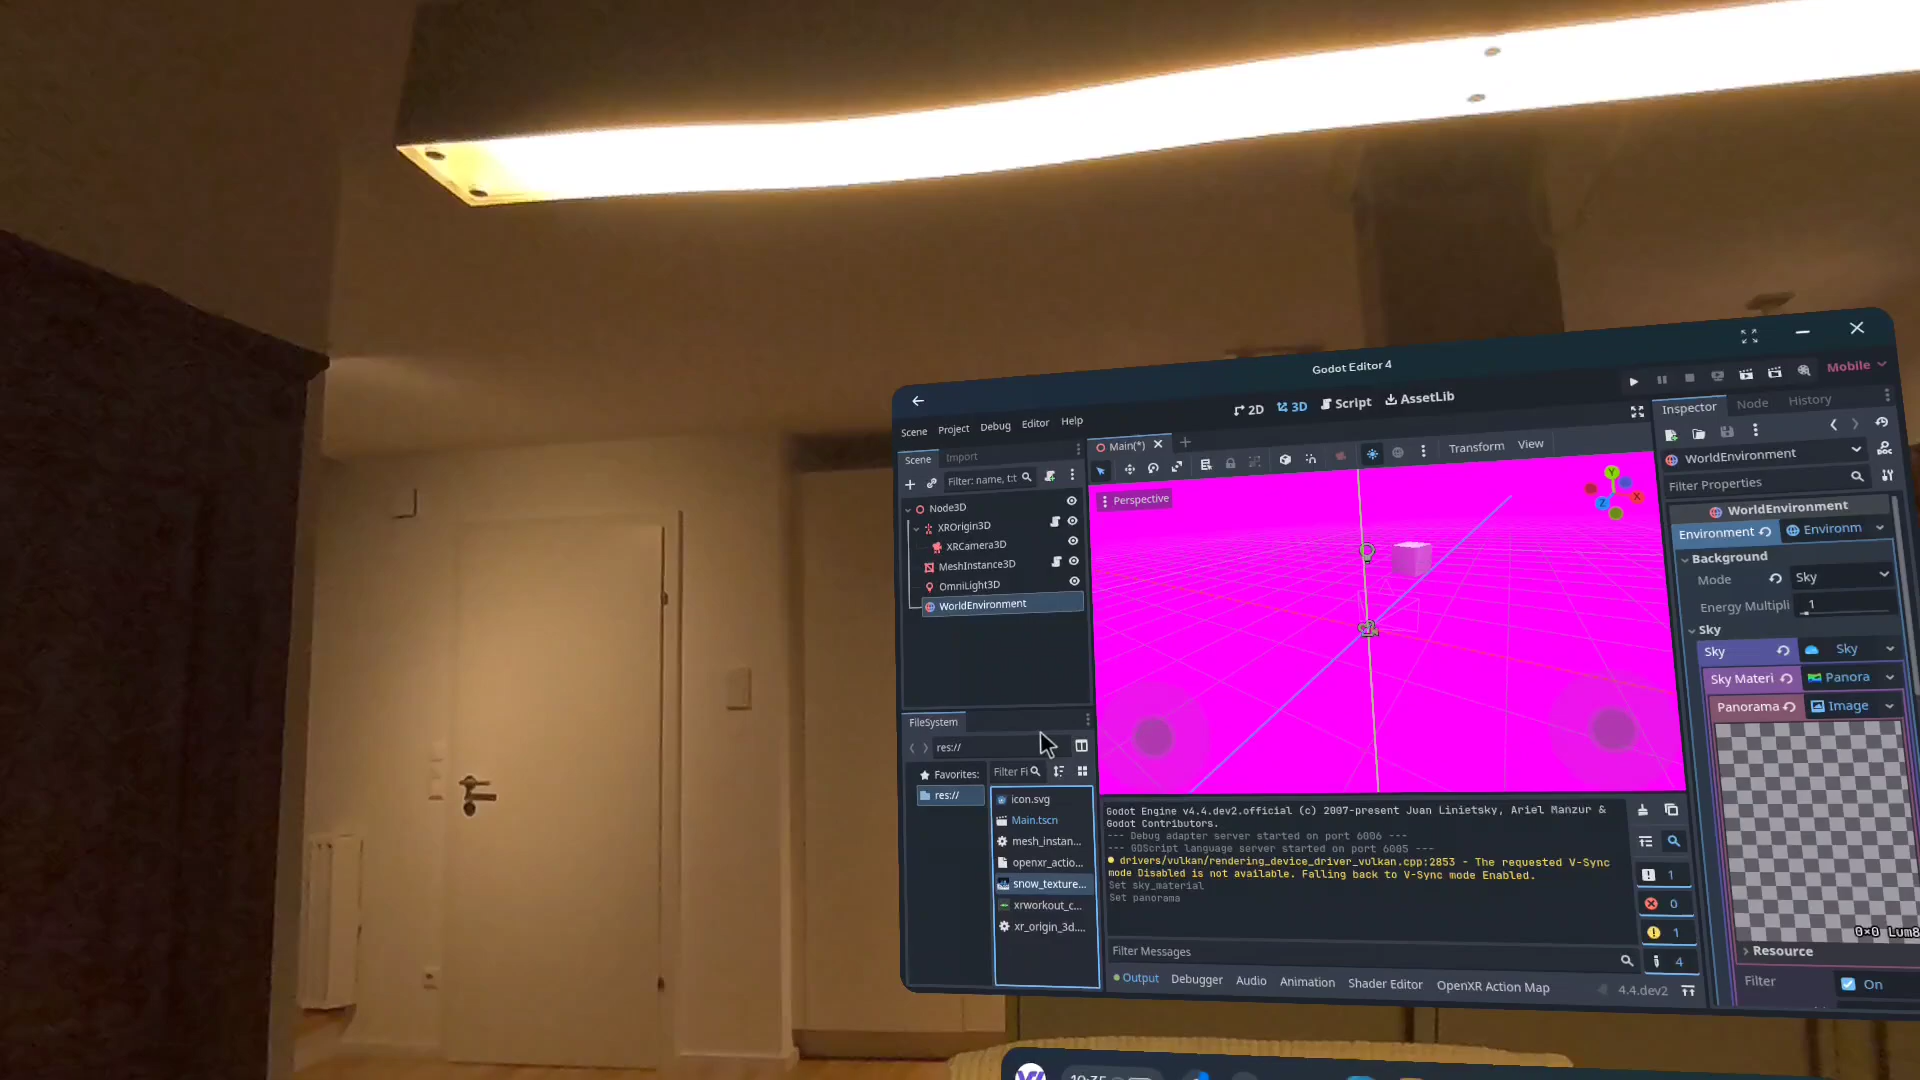 Godot Editor 4
Scene Project Debug Editor Help
2D 3D Script AssetLib
Mobile
Scene Import
Main(*)
Inspector Node History
Filter: name, t:t
Transform View
WorldEnvironment
Filter Properties
Node3D
XROrigin3D
XRCamera3D
MeshInstance3D
OmniLight3D
WorldEnvironment
Perspective
Y
X
Z
WorldEnvironment
Environment Environm
Background
Mode Sky
Energy Multipli 1
Sky
Sky Sky
Sky Materi Panora
Panorama Image
0×0 Lum8
Resource
Filter On
FileSystem
res://
Favorites:
res://
Filter Fi
icon.svg
Main.tscn
mesh_instan...
openxr_actio...
snow_texture...
xrworkout_c...
xr_origin_3d....
Godot Engine v4.4.dev2.official (c) 2007-present Juan Linietsky, Ariel Manzur &
Godot Contributors.
--- Debug adapter server started on port 6006 ---
--- GDScript language server started on port 6005 ---
drivers/vulkan/rendering_device_driver_vulkan.cpp:2853 - The requested V-Sync
mode Disabled is not available. Falling back to V-Sync mode Enabled.
Set sky_material
Set panorama
1
0
1
4
Filter Messages
Output Debugger Audio Animation Shader Editor OpenXR Action Map
4.4.dev2